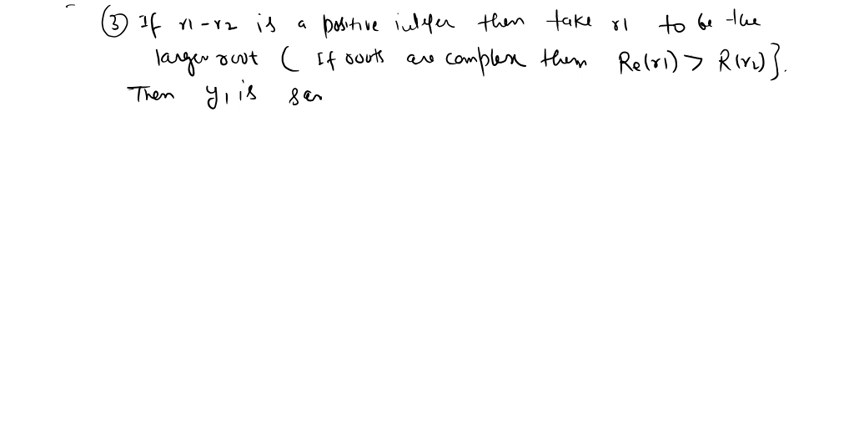 ③ If r1-r2 is a positive integer then take r1 to be the
larger root ( If roots are complex then Re(r1) > R(r2)}.
Then y1 is